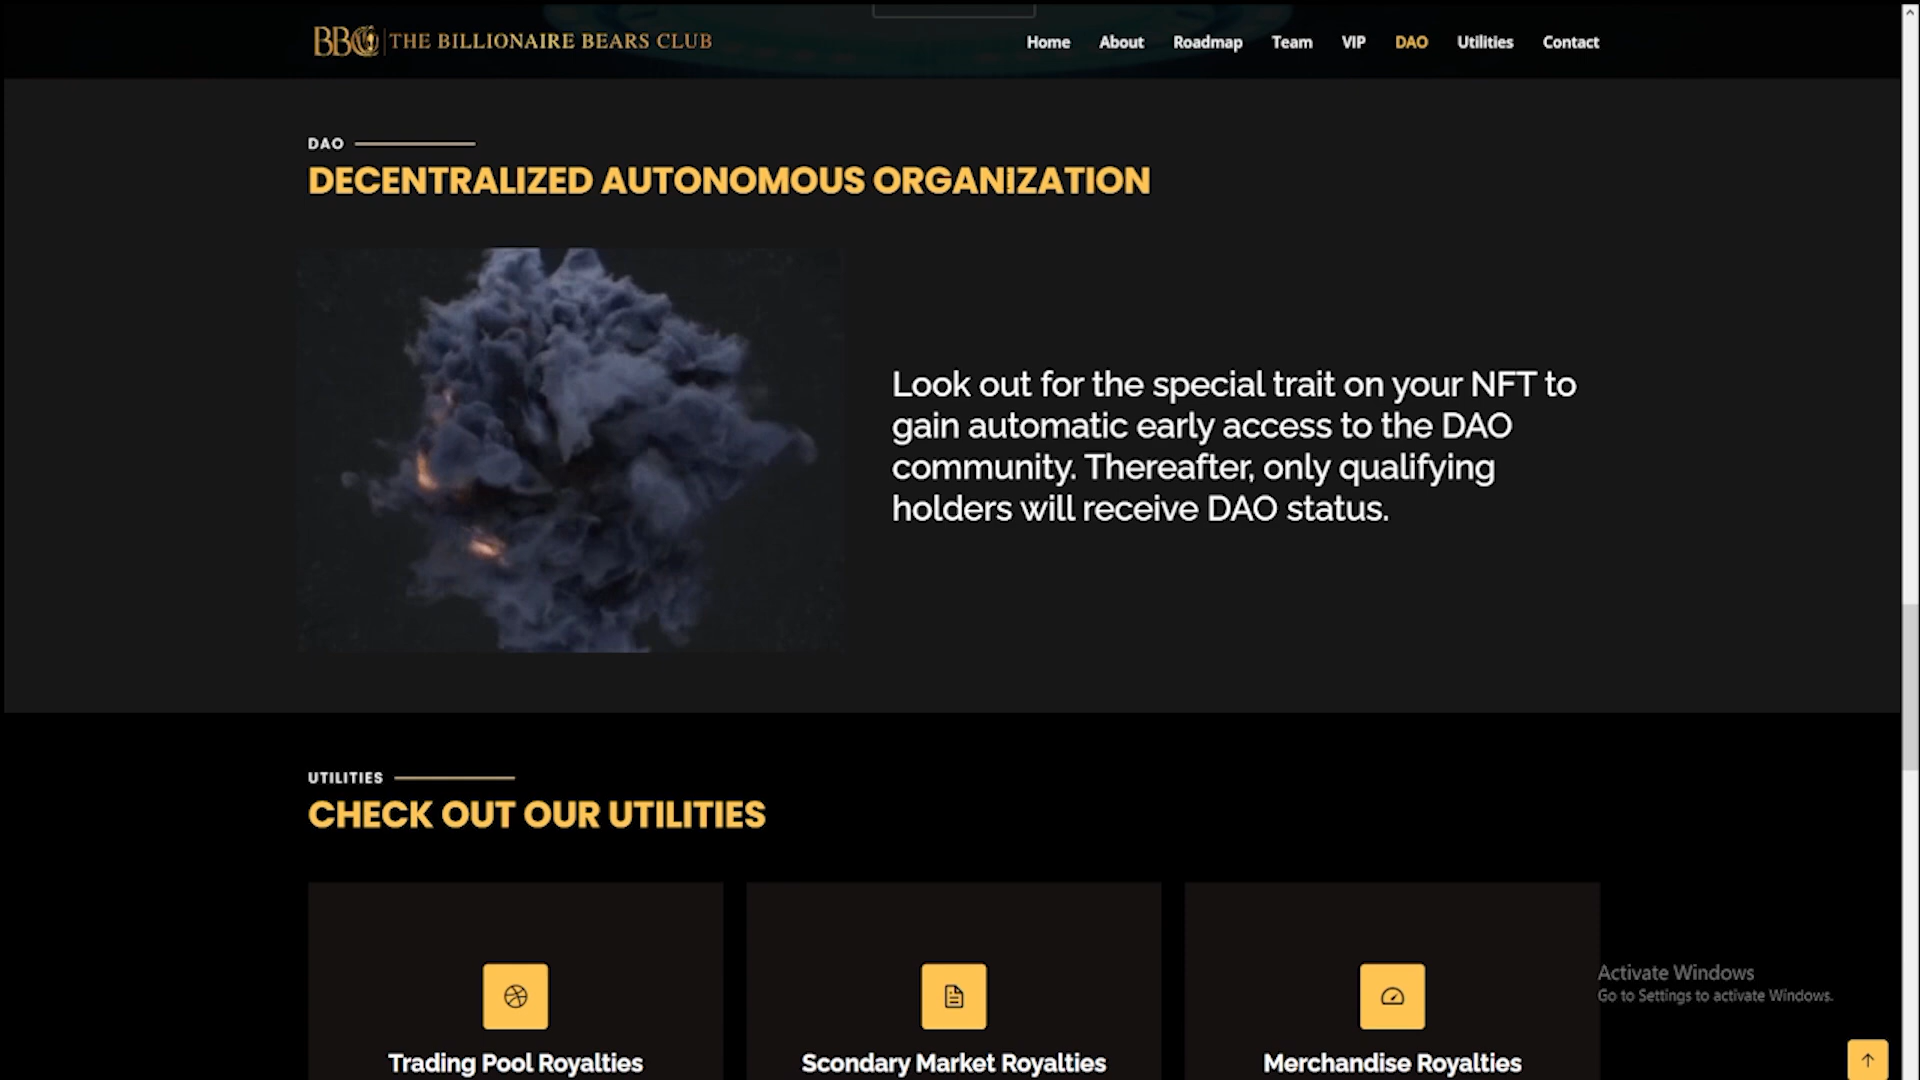 BBC THE BILLIONAIRE BEARS CLUB
Home About Roadmap Team VIP DAO Utilities Contact
DAO
DECENTRALIZED AUTONOMOUS ORGANIZATION
Look out for the special trait on your NFT to
gain automatic early access to the DAO
community. Thereafter, only qualifying
holders will receive DAO status.
UTILITIES
CHECK OUT OUR UTILITIES
Trading Pool Royalties
Scondary Market Royalties
Merchandise Royalties
Activate Windows
Go to Settings to activate Windows.